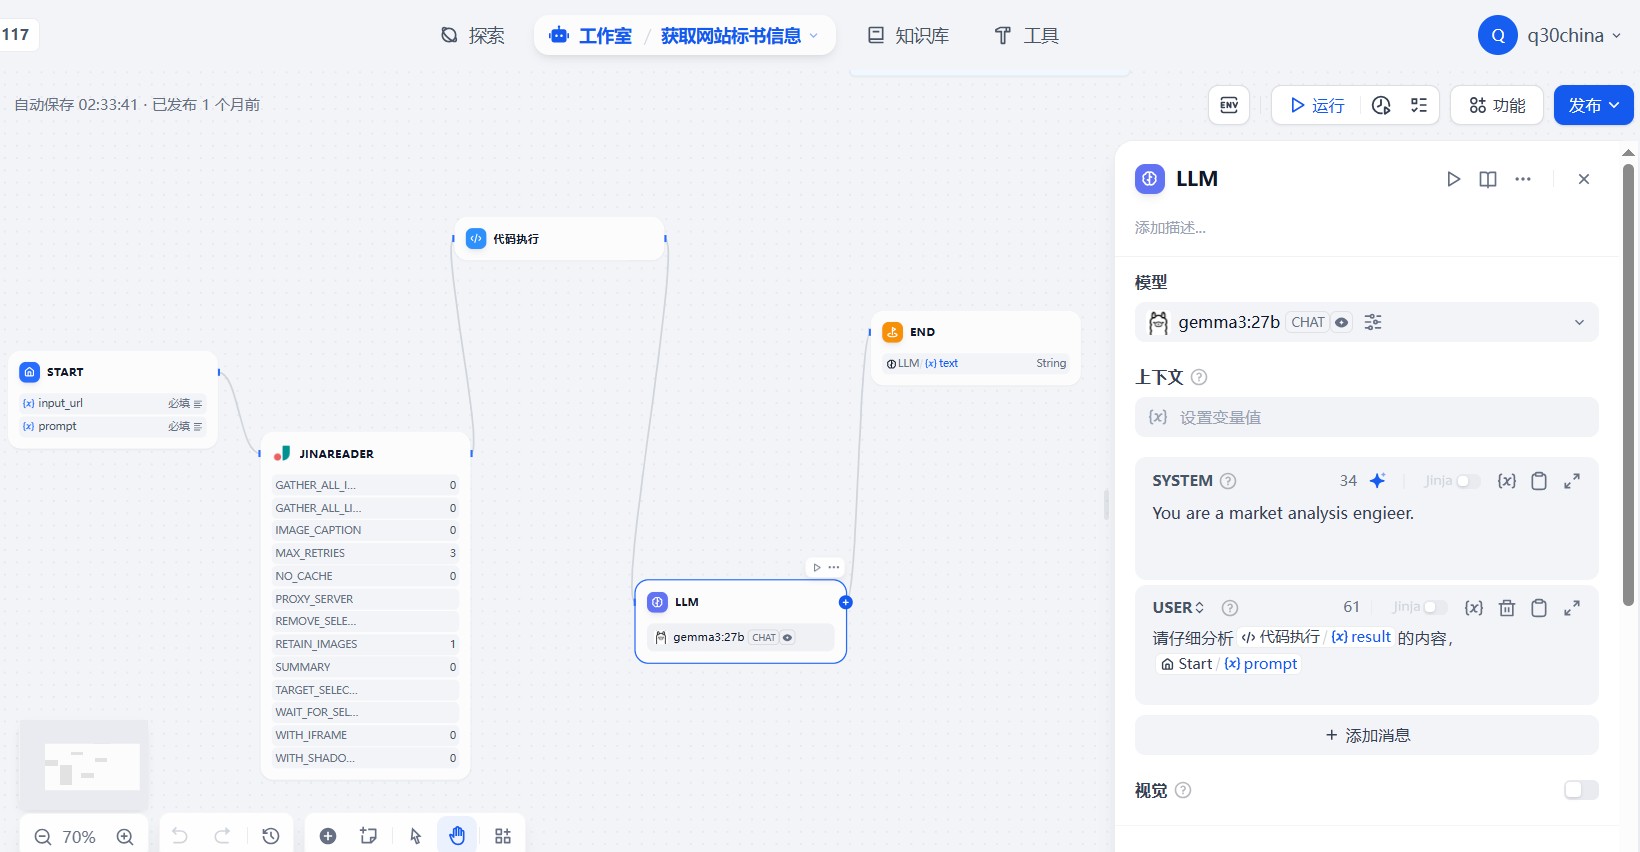 117
探索
工作室 / 获取网站标书信息
知识库
工具
Q
q30china
自动保存 02:33:41 · 已发布 1 个月前
ENV
运行
功能
发布
START
{x} input_url 必填
{x} prompt 必填
JINAREADER
GATHER_ALL_I... 0
GATHER_ALL_LI... 0
IMAGE_CAPTION 0
MAX_RETRIES 3
NO_CACHE 0
PROXY_SERVER
REMOVE_SELE...
RETAIN_IMAGES 1
SUMMARY 0
TARGET_SELEC...
WAIT_FOR_SEL...
WITH_IFRAME 0
WITH_SHADO... 0
代码执行
LLM
gemma3:27b CHAT
END
LLM/ {x} text String
70%
LLM
添加描述...
模型
gemma3:27b CHAT
上下文
{x} 设置变量值
SYSTEM 34 Jinja {x}
You are a market analysis engieer.
USER 61 Jinja {x}
请仔细分析 代码执行 / {x} result 的内容，
Start / {x} prompt
+ 添加消息
视觉